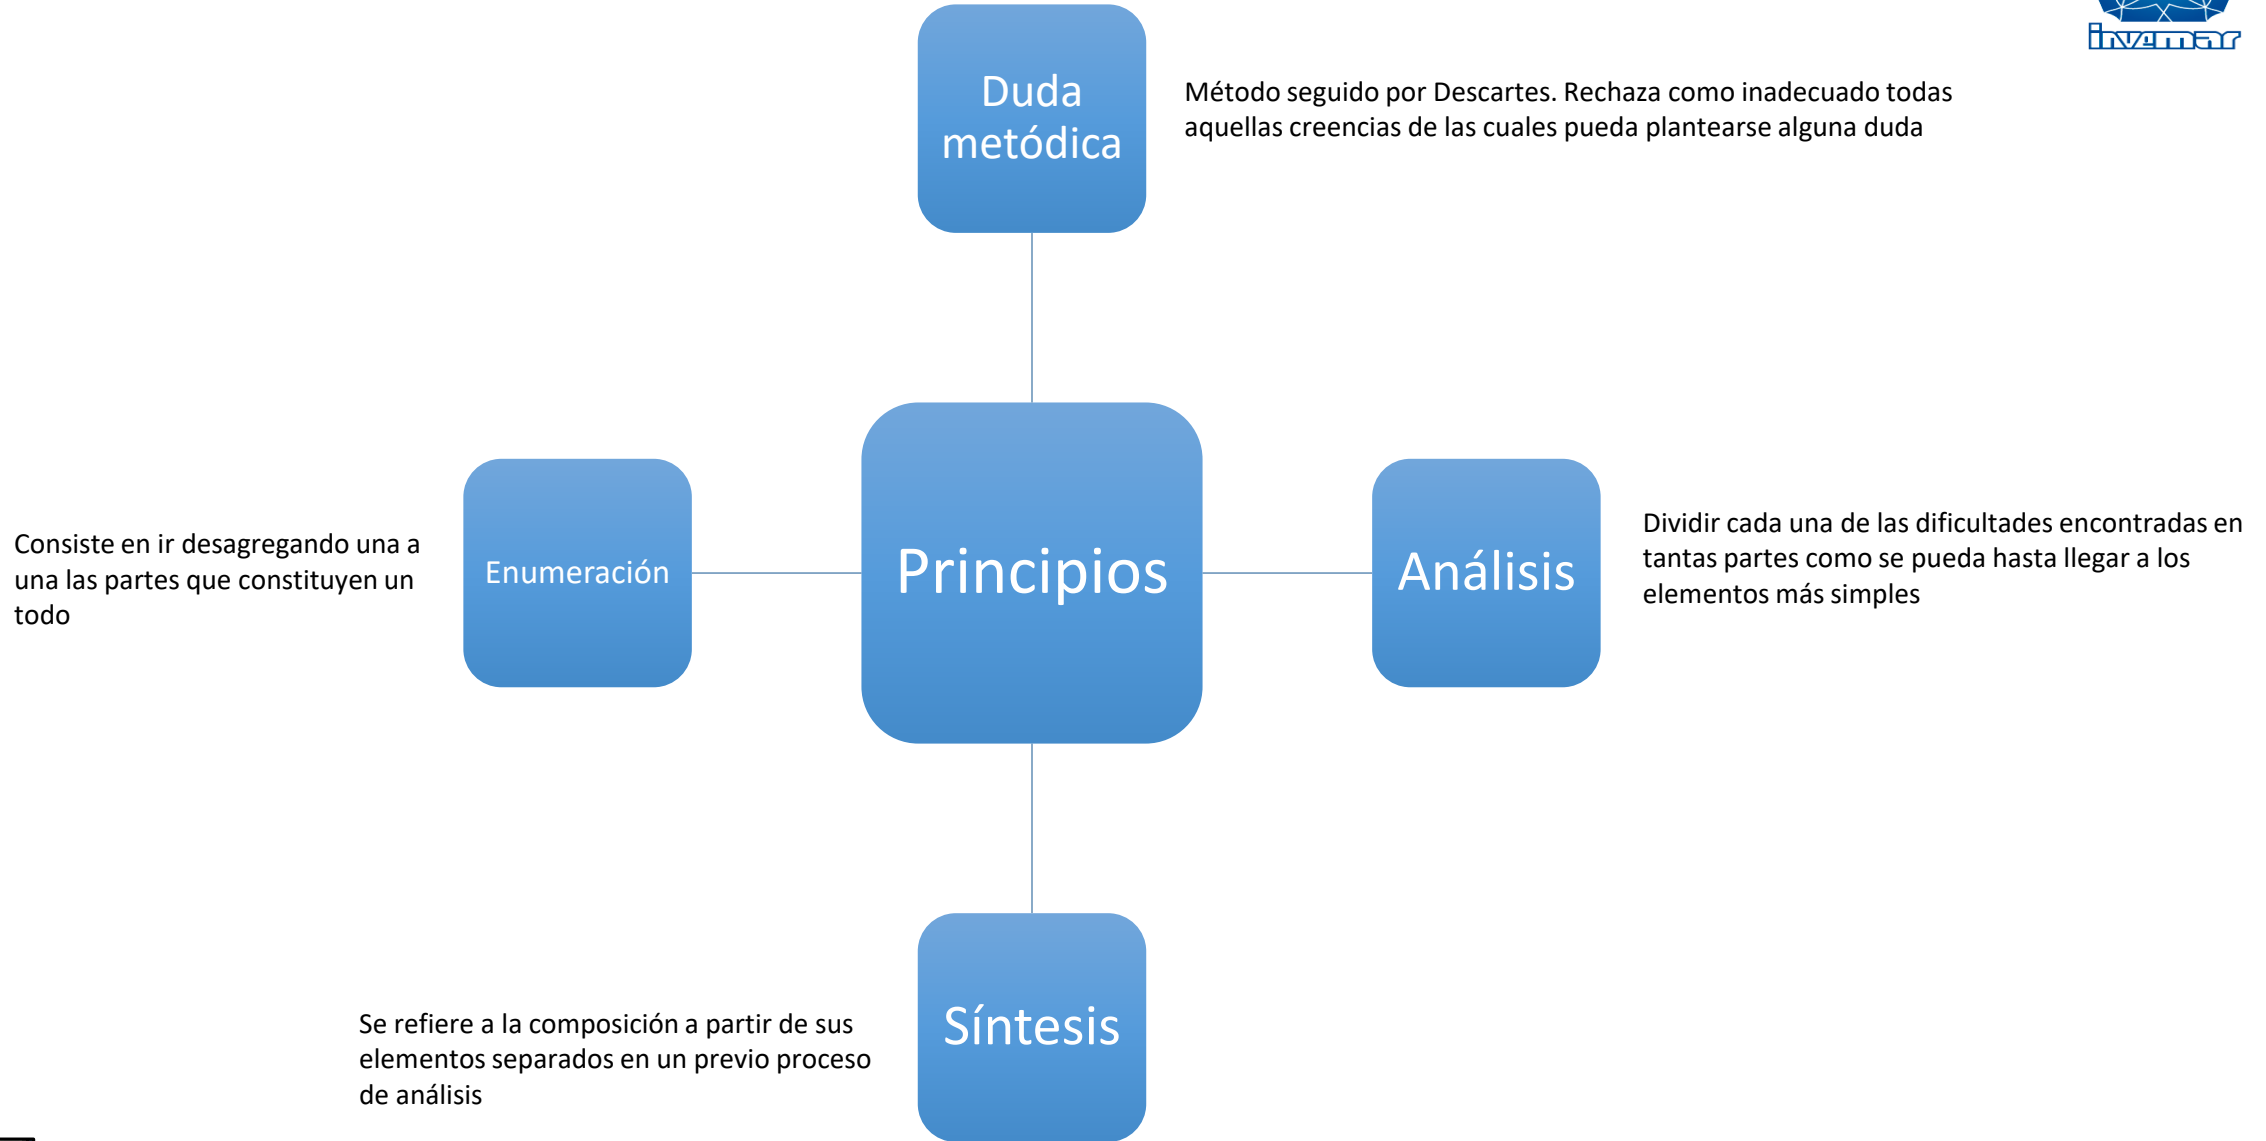 invemar
Duda
metódica
Método seguido por Descartes. Rechaza como inadecuado todas
aquellas creencias de las cuales pueda plantearse alguna duda
Consiste en ir desagregando una a
una las partes que constituyen un
todo
Enumeración
Principios
Análisis
Dividir cada una de las dificultades encontradas en
tantas partes como se pueda hasta llegar a los
elementos más simples
Síntesis
Se refiere a la composición a partir de sus
elementos separados en un previo proceso
de análisis